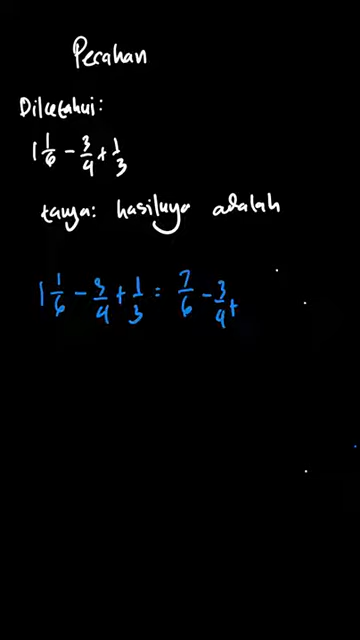 Pecahan
Diketahui:
1 1/6 - 3/4 + 1/3
tanya: hasilnya adalah
1 1/6 - 3/4 + 1/3 = 7/6 - 3/4 +